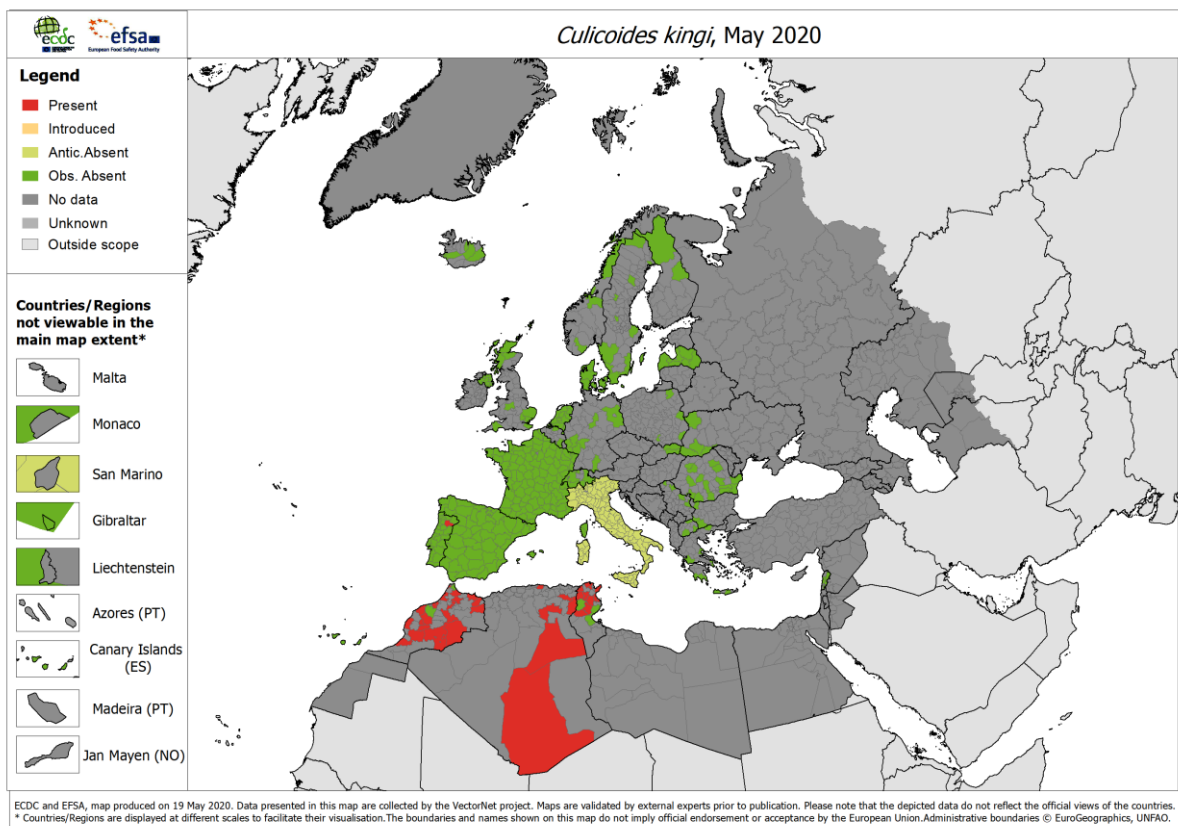 ecdc
efsa
European Food Safety Authority
Culicoides kingi, May 2020
Legend
Present
Introduced
Antic.Absent
Obs. Absent
No data
Unknown
Outside scope
Countries/Regions
not viewable in the
main map extent*
Malta
Monaco
San Marino
Gibraltar
Liechtenstein
Azores (PT)
Canary Islands
(ES)
Madeira (PT)
Jan Mayen (NO)
ECDC and EFSA, map produced on 19 May 2020. Data presented in this map are collected by the VectorNet project. Maps are validated by external experts prior to publication. Please note that the depicted data do not reflect the official views of the countries.
* Countries/Regions are displayed at different scales to facilitate their visualisation.The boundaries and names shown on this map do not imply official endorsement or acceptance by the European Union.Administrative boundaries © EuroGeographics, UNFAO.